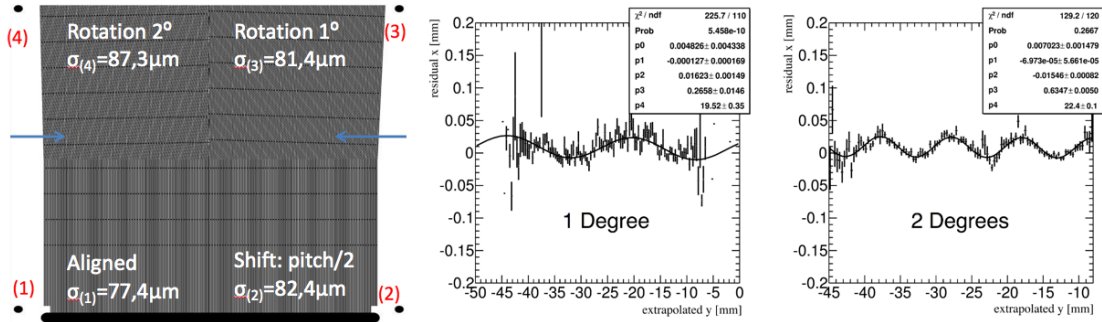 (4)
Rotation 2º
σ(4)=87,3µm
Rotation 1º
σ(3)=81,4µm
(3)
Aligned
σ(1)=77,4µm
(1)
Shift: pitch/2
σ(2)=82,4µm
(2)
residual x [mm]
0.2
0.15
0.1
0.05
0
-0.05
-0.1
-0.15
-0.2
χ² / ndf 225.7 / 110
Prob 5.458e-10
p0 0.004826 ± 0.004338
p1 -0.000127 ± 0.000169
p2 0.01623 ± 0.00149
p3 0.2658 ± 0.0146
p4 19.52 ± 0.35
1 Degree
-50 -45 -40 -35 -30 -25 -20 -15 -10 -5 0
extrapolated y [mm]
residual x [mm]
0.2
0.15
0.1
0.05
0
-0.05
-0.1
-0.15
-0.2
χ² / ndf 129.2 / 120
Prob 0.2667
p0 0.007023 ± 0.001479
p1 -6.973e-05 ± 5.661e-05
p2 -0.01546 ± 0.00082
p3 0.6347 ± 0.0050
p4 22.4 ± 0.1
2 Degrees
-45 -40 -35 -30 -25 -20 -15 -10
extrapolated y [mm]